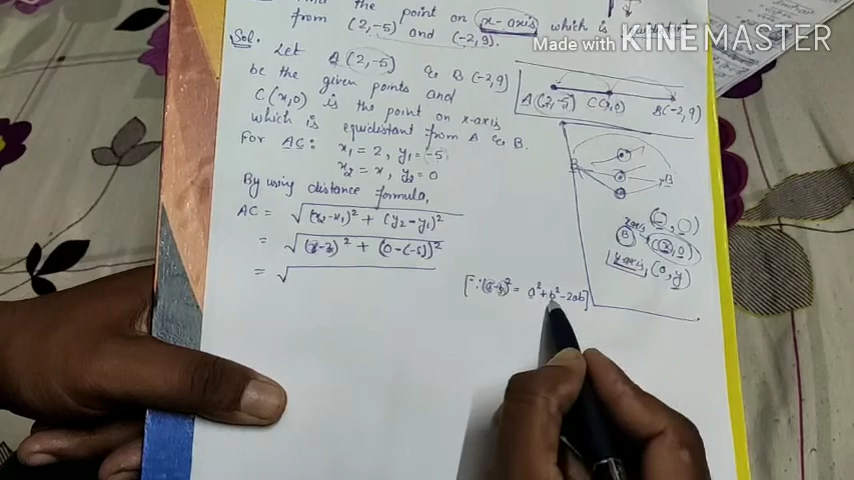 the point on x-axis which is
from (2,-5) and (-2,9).
Made with KINEMASTER
Sol. Let A(2,-5) & B(-2,9)
be the given points and
C(x,0) is the point on x-axis
which is equidistant from A & B.
For AC: x₁ = 2, y₁ = -5
x₂ = x, y₂ = 0
By using distance formula,
AC = √(x₂-x₁)² + (y₂-y₁)²
= √(x-2)² + (0-(-5))²
= √
[∵(a-b)² = a²+b²-2ab]
A(2,-5) C(x,0) B(-2,9)
B
(0,0)
x axis
B (x,0)
y axis, (0,y)